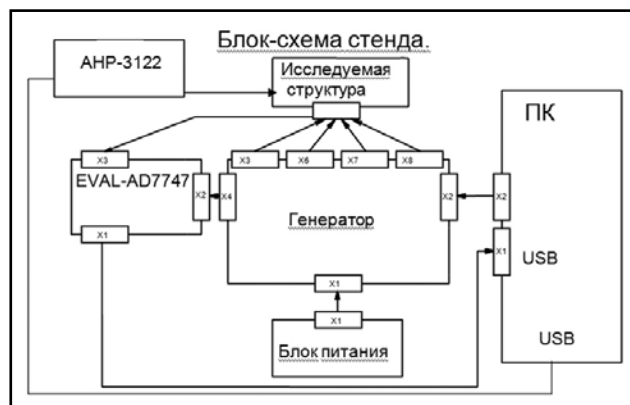 Блок-схема стенда.
АНР-3122
Исследуемая
структура
ПК
X3
X3
X6
X7
X8
EVAL-AD7747
X2
X4
X2
X2
Генератор
X1
X1
USB
X1
X1
USB
Блок питания